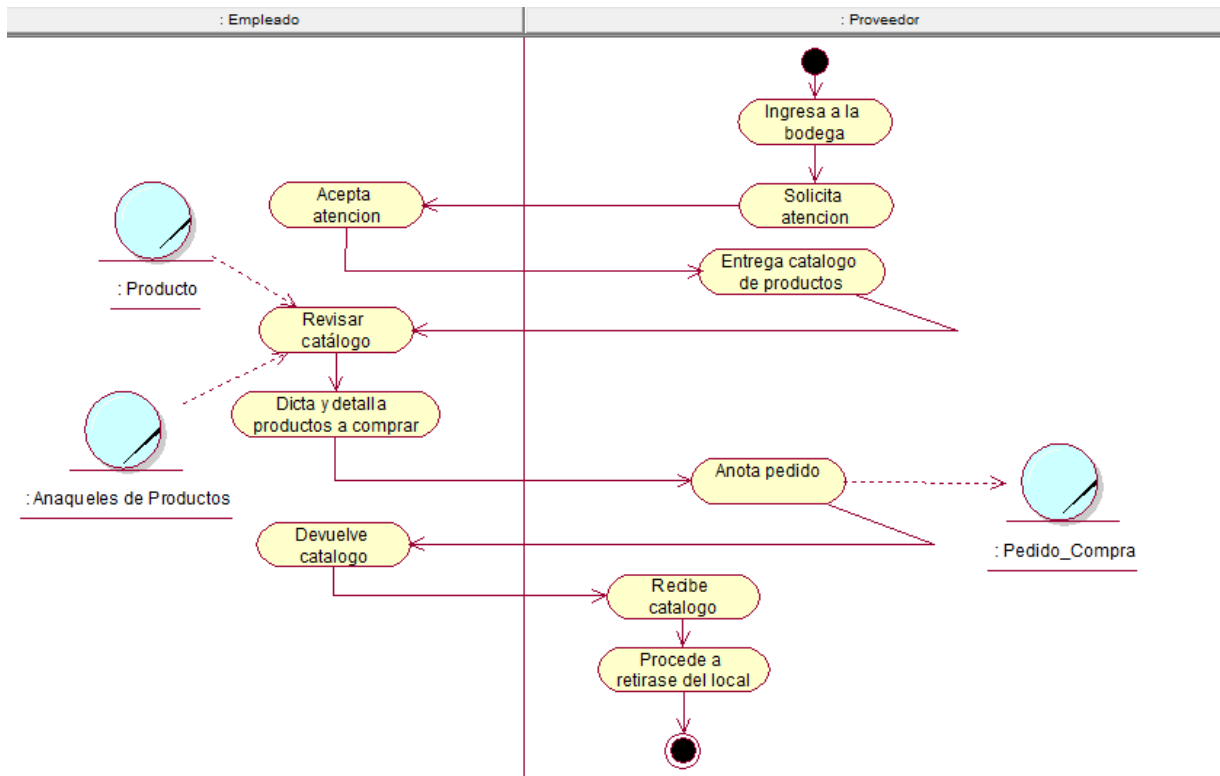 : Empleado
: Proveedor
Ingresa a la
bodega
Acepta
atencion
Solicita
atencion
Entrega catalogo
de productos
: Producto
Revisar
catálogo
Dicta y detalla
productos a comprar
Anota pedido
: Anaqueles de Productos
Devuelve
catalogo
: Pedido_Compra
Recibe
catalogo
Procede a
retirase del local